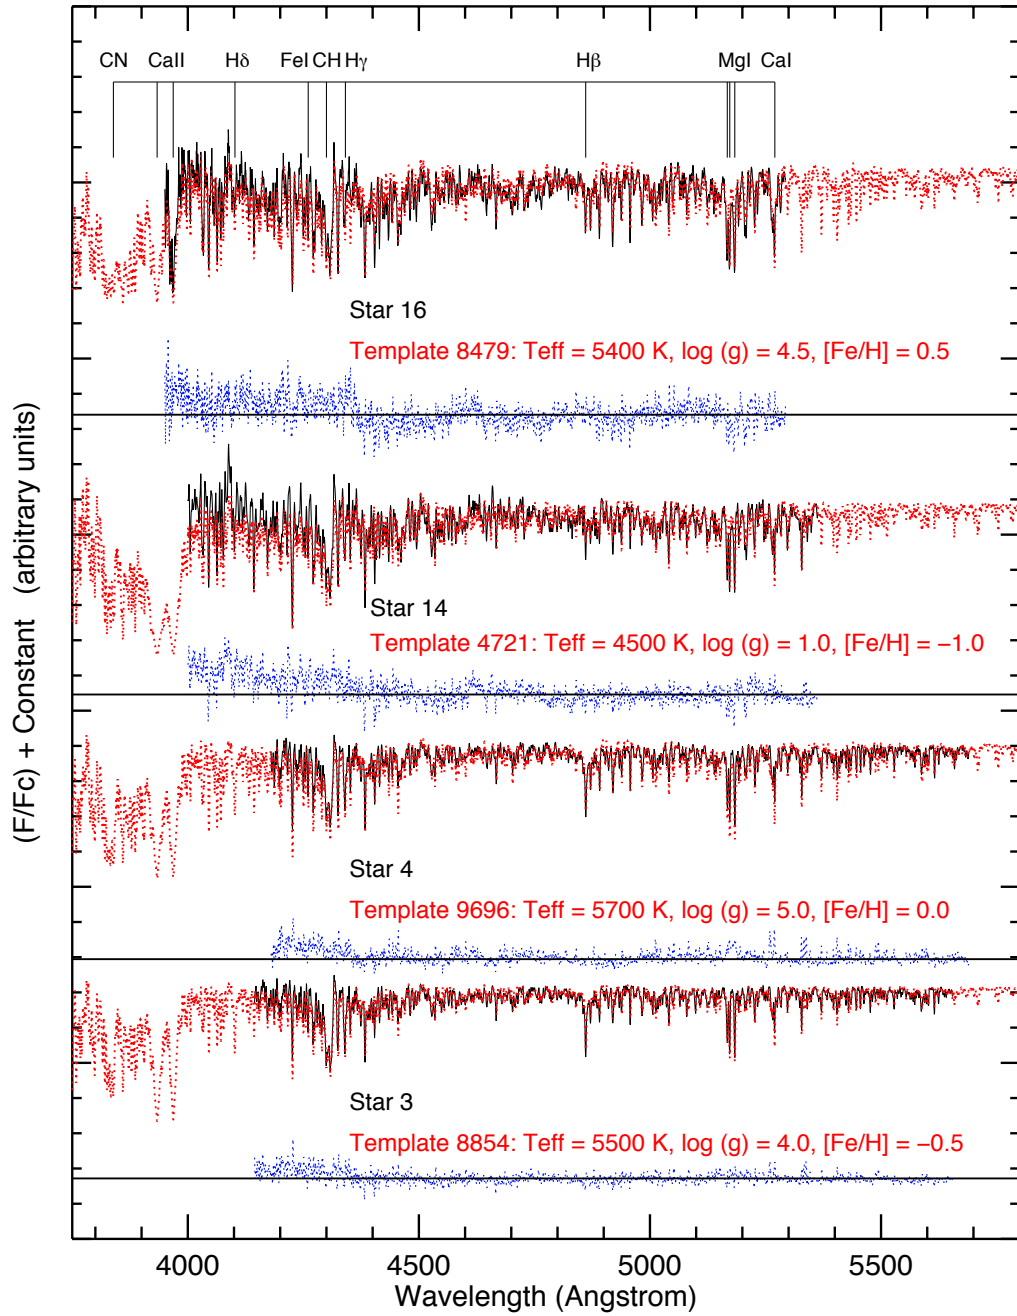 CN CaII Hδ FeI CH Hγ Hβ MgI CaI
Star 16
Template 8479: Teff = 5400 K, log (g) = 4.5, [Fe/H] = 0.5
Star 14
Template 4721: Teff = 4500 K, log (g) = 1.0, [Fe/H] = −1.0
Star 4
Template 9696: Teff = 5700 K, log (g) = 5.0, [Fe/H] = 0.0
Star 3
Template 8854: Teff = 5500 K, log (g) = 4.0, [Fe/H] = −0.5
(F/Fc) + Constant (arbitrary units)
4000 4500 5000 5500
Wavelength (Angstrom)